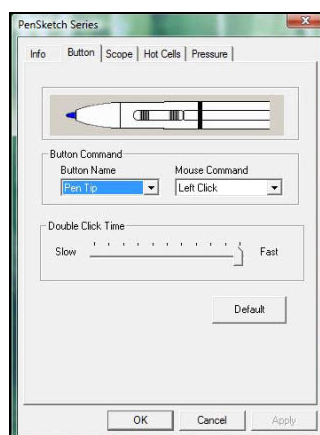 PenSketch Series
Info Button Scope Hot Cells Pressure
Button Command
Button Name Mouse Command
Pen Tip Left Click
Double Click Time
Slow Fast
Default
OK Cancel Apply